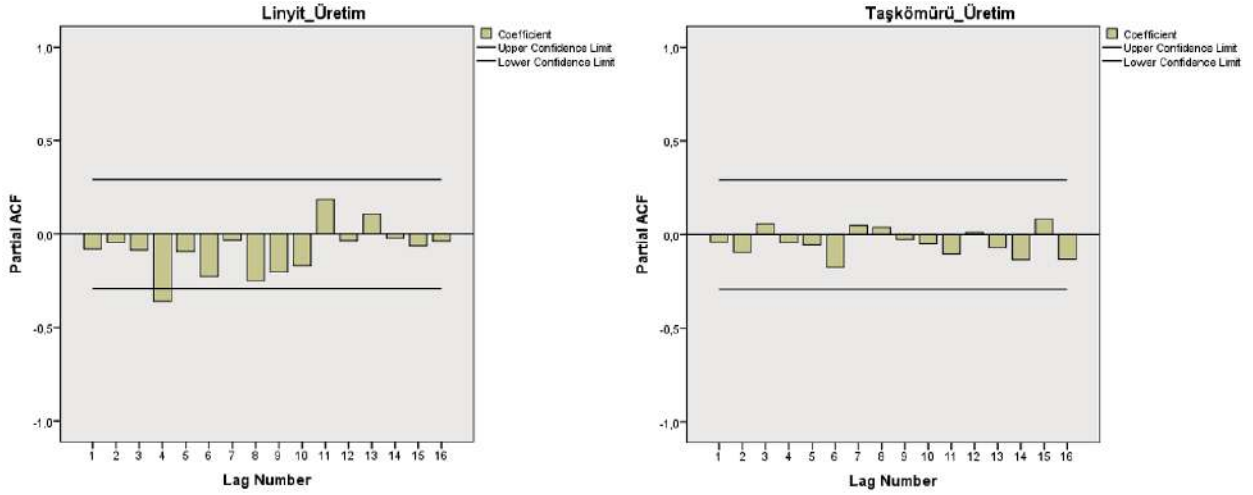 Linyit_Üretim
Coefficient
Upper Confidence Limit
Lower Confidence Limit
1,0
0,5
0,0
-0,5
-1,0
Partial ACF
1 2 3 4 5 6 7 8 9 10 11 12 13 14 15 16
Lag Number
Taşkömürü_Üretim
Coefficient
Upper Confidence Limit
Lower Confidence Limit
1,0
0,5
0,0
-0,5
-1,0
Partial ACF
1 2 3 4 5 6 7 8 9 10 11 12 13 14 15 16
Lag Number